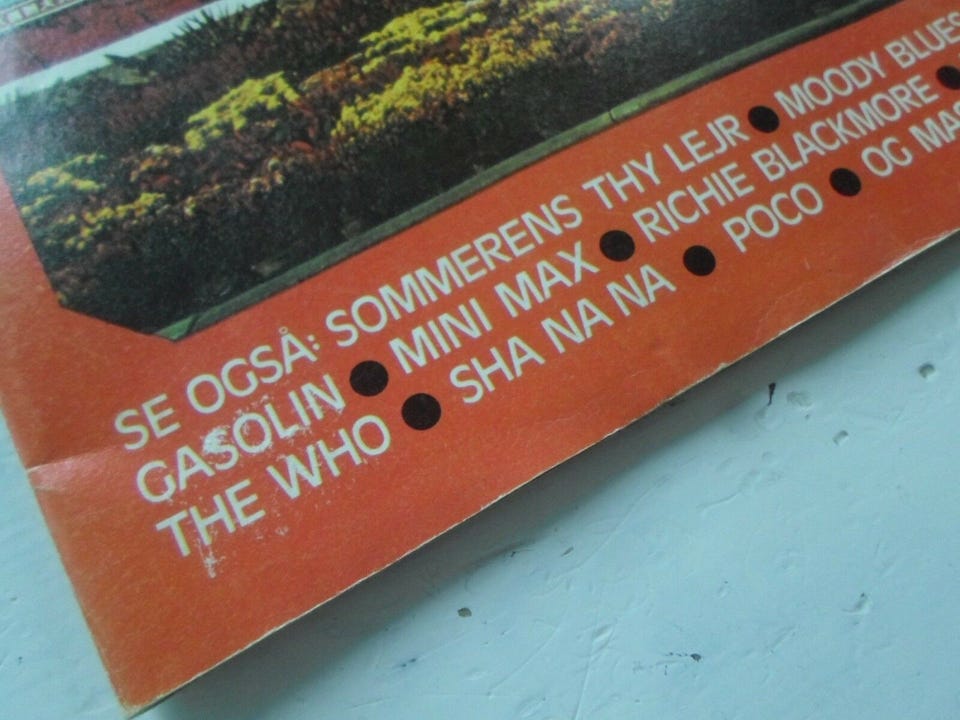 SE OGSÅ: SOMMERENS THY LEJR ● MOODY BLUES
GASOLIN ● MINI MAX ● RICHIE BLACKMORE ●
THE WHO ● SHA NA NA ● POCO ● OG MAS